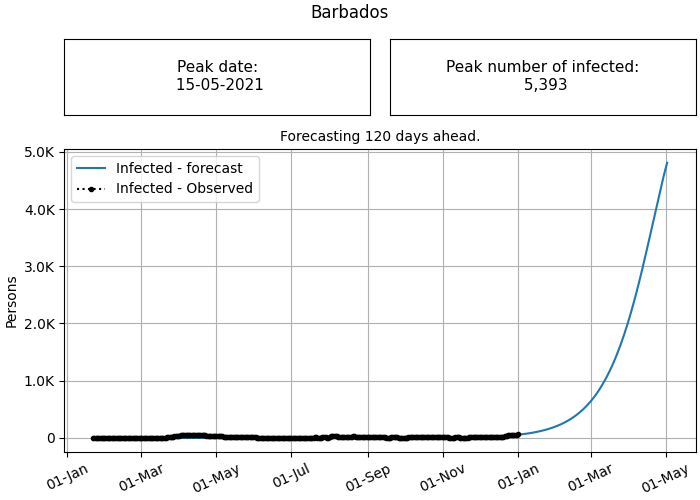 Barbados
Peak date:
15-05-2021
Peak number of infected:
5,393
Forecasting 120 days ahead.
5.0K
4.0K
3.0K
2.0K
1.0K
0
Persons
Infected - forecast
Infected - Observed
01-Jan
01-Mar
01-May
01-Jul
01-Sep
01-Nov
01-Jan
01-Mar
01-May